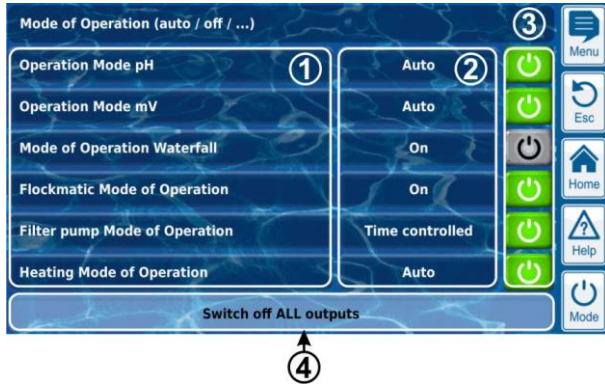 Mode of Operation (auto / off / ...)
3
Menu
Operation Mode pH
1
Auto
2
Operation Mode mV
Auto
Esc
Mode of Operation Waterfall
On
Home
Flockmatic Mode of Operation
On
Filter pump Mode of Operation
Time controlled
Help
Heating Mode of Operation
Auto
Switch off ALL outputs
Mode
4